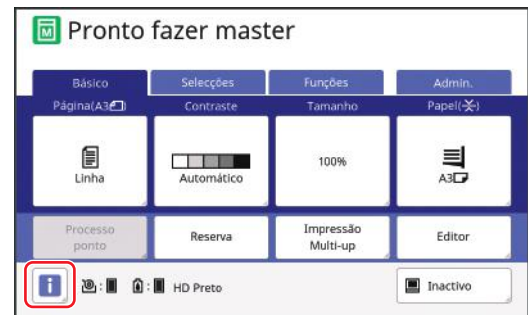 M Pronto fazer master
Básico Selecções Funções Admin.
Página(A3) Contraste Tamanho Papel()
Linha Automático 100% A3
Processo ponto Reserva Impressão Multi-up Editor
i : : HD Preto Inactivo